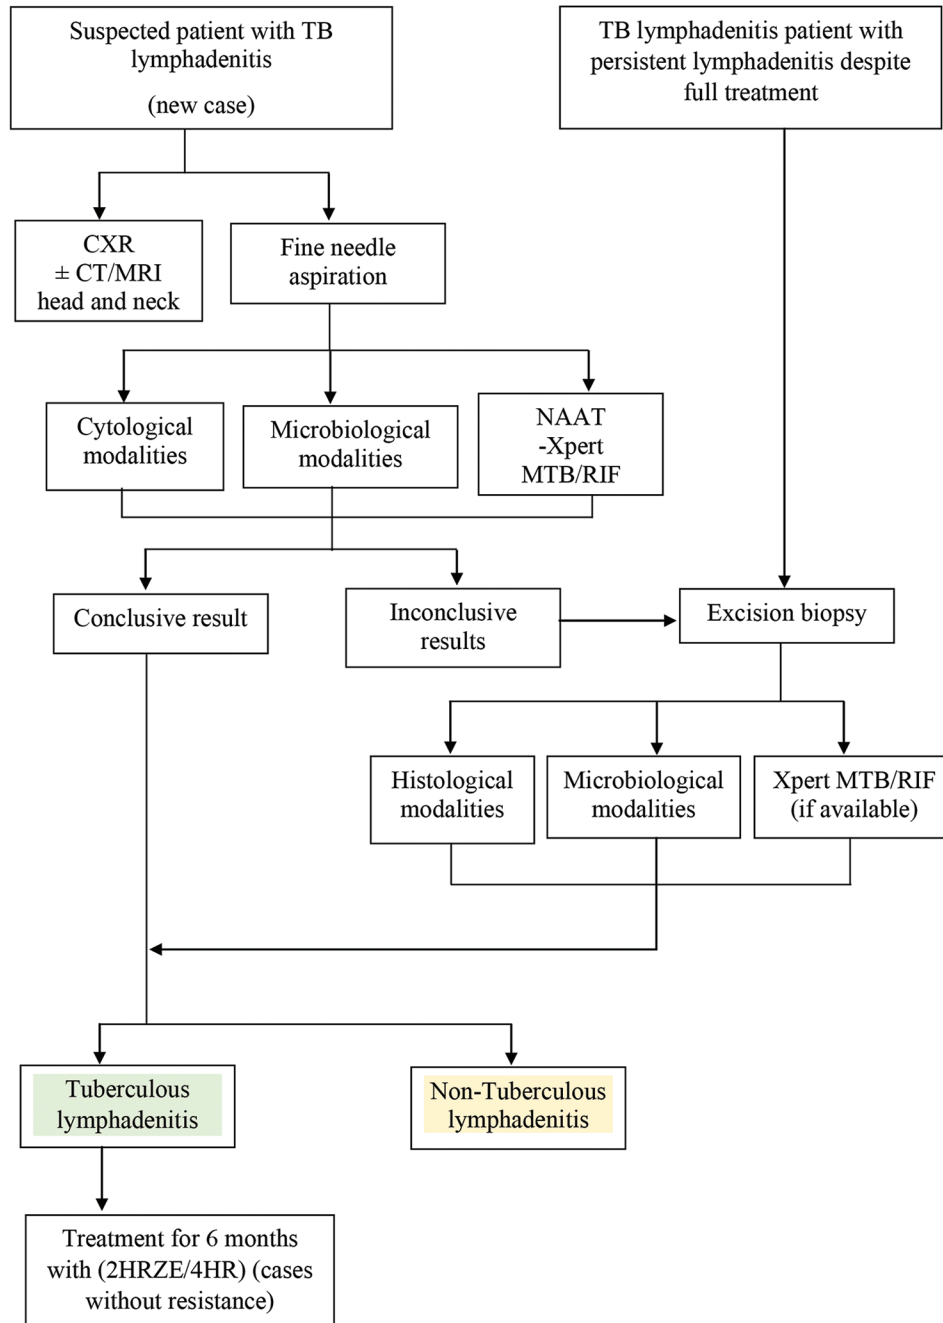 Suspected patient with TB
lymphadenitis
(new case)
TB lymphadenitis patient with
persistent lymphadenitis despite
full treatment
CXR
± CT/MRI
head and neck
Fine needle
aspiration
Cytological
modalities
Microbiological
modalities
NAAT
-Xpert
MTB/RIF
Conclusive result
Inconclusive
results
Excision biopsy
Histological
modalities
Microbiological
modalities
Xpert MTB/RIF
(if available)
Tuberculous
lymphadenitis
Non-Tuberculous
lymphadenitis
Treatment for 6 months
with (2HRZE/4HR) (cases
without resistance)